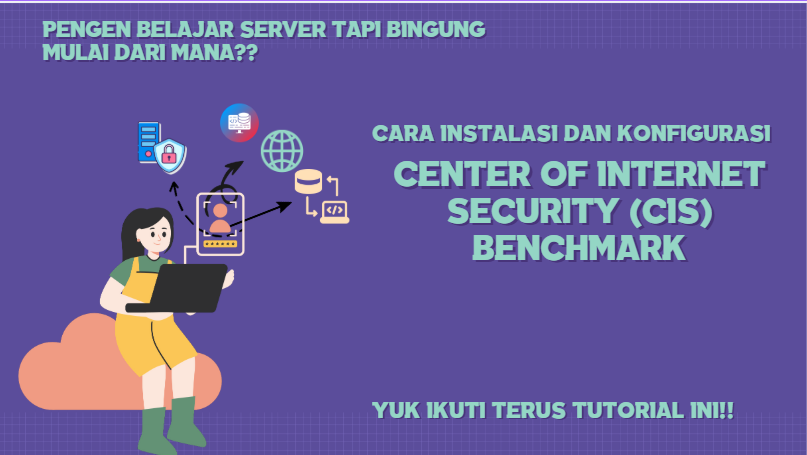 PENGEN BELAJAR SERVER TAPI BINGUNG
MULAI DARI MANA??
CARA INSTALASI DAN KONFIGURASI
CENTER OF INTERNET
SECURITY (CIS)
BENCHMARK
YUK IKUTI TERUS TUTORIAL INI!!